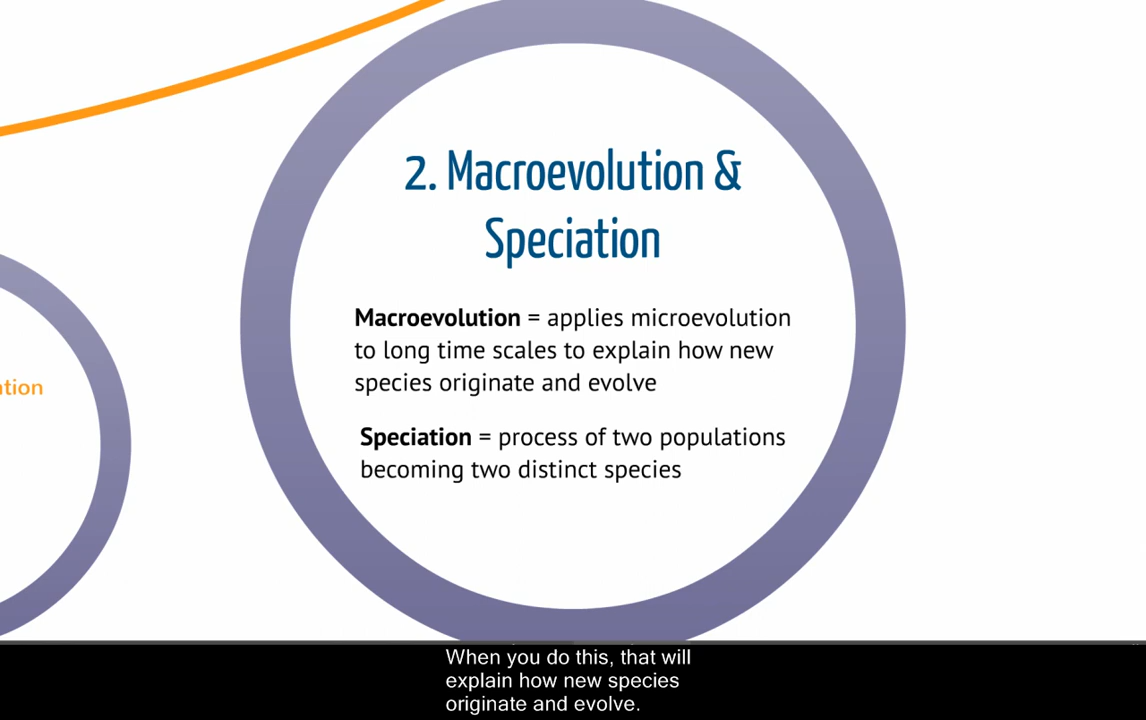 2. Macroevolution &
Speciation
Macroevolution = applies microevolution
to long time scales to explain how new
species originate and evolve
Speciation = process of two populations
becoming two distinct species
When you do this, that will
explain how new species
originate and evolve.